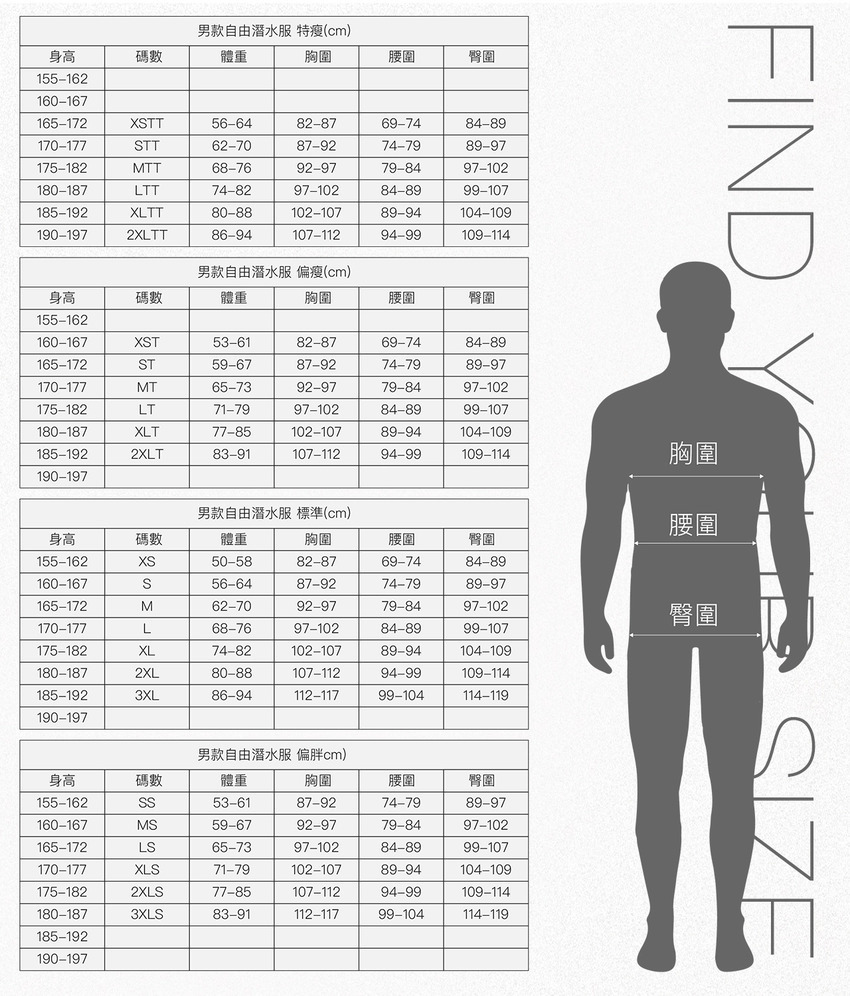 男款自由潛水服 特瘦(cm)
身高 碼數 體重 胸圍 腰圍 臀圍
155-162
160-167
165-172 XSTT 56-64 82-87 69-74 84-89
170-177 STT 62-70 87-92 74-79 89-97
175-182 MTT 68-76 92-97 79-84 97-102
180-187 LTT 74-82 97-102 84-89 99-107
185-192 XLTT 80-88 102-107 89-94 104-109
190-197 2XLTT 86-94 107-112 94-99 109-114
男款自由潛水服 偏瘦(cm)
身高 碼數 體重 胸圍 腰圍 臀圍
155-162
160-167 XST 53-61 82-87 69-74 84-89
165-172 ST 59-67 87-92 74-79 89-97
170-177 MT 65-73 92-97 79-84 97-102
175-182 LT 71-79 97-102 84-89 99-107
180-187 XLT 77-85 102-107 89-94 104-109
185-192 2XLT 83-91 107-112 94-99 109-114
190-197
男款自由潛水服 標準(cm)
身高 碼數 體重 胸圍 腰圍 臀圍
155-162 XS 50-58 82-87 69-74 84-89
160-167 S 56-64 87-92 74-79 89-97
165-172 M 62-70 92-97 79-84 97-102
170-177 L 68-76 97-102 84-89 99-107
175-182 XL 74-82 102-107 89-94 104-109
180-187 2XL 80-88 107-112 94-99 109-114
185-192 3XL 86-94 112-117 99-104 114-119
190-197
男款自由潛水服 偏胖cm)
身高 碼數 體重 胸圍 腰圍 臀圍
155-162 SS 53-61 87-92 74-79 89-97
160-167 MS 59-67 92-97 79-84 97-102
165-172 LS 65-73 97-102 84-89 99-107
170-177 XLS 71-79 102-107 89-94 104-109
175-182 2XLS 77-85 107-112 94-99 109-114
180-187 3XLS 83-91 112-117 99-104 114-119
185-192
190-197
胸圍
腰圍
臀圍
FIND YOUR SIZE